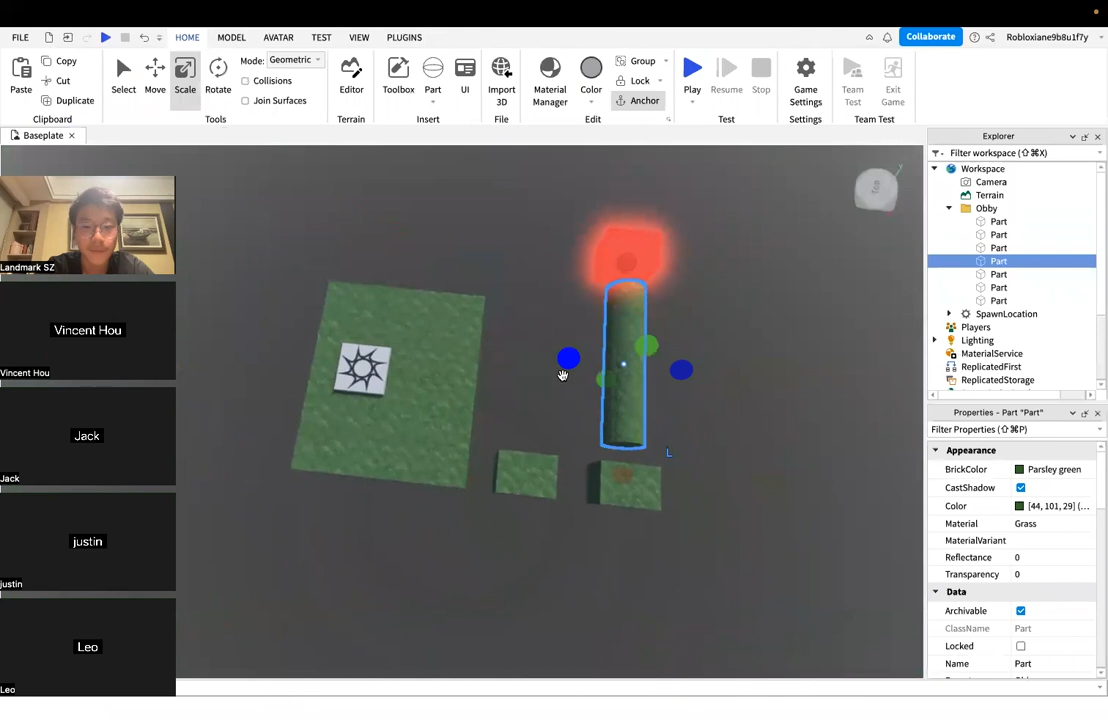 FILE
HOME
MODEL
AVATAR
TEST
VIEW
PLUGINS
Collaborate
Robloxiane9b8u1f7y
Paste
Copy
Cut
Duplicate
Clipboard
Select
Move
Scale
Rotate
Mode: Geometric
Collisions
Join Surfaces
Tools
Editor
Terrain
Toolbox
Part
UI
Insert
Import
3D
File
Material
Manager
Color
Group
Lock
Anchor
Edit
Play
Resume
Stop
Test
Game
Settings
Settings
Team
Test
Exit
Game
Team Test
Baseplate
Landmark SZ
Vincent Hou
Vincent Hou
Jack
Jack
justin
justin
Leo
Leo
Top
Y
L
Explorer
Filter workspace (⇧⌘X)
Workspace
Camera
Terrain
Obby
Part
Part
Part
Part
Part
Part
Part
SpawnLocation
Players
Lighting
MaterialService
ReplicatedFirst
ReplicatedStorage
Properties - Part "Part"
Filter Properties (⇧⌘P)
Appearance
BrickColor Parsley green
CastShadow
Color [44, 101, 29] (...
Material Grass
MaterialVariant
Reflectance 0
Transparency 0
Data
Archivable
ClassName Part
Locked
Name Part